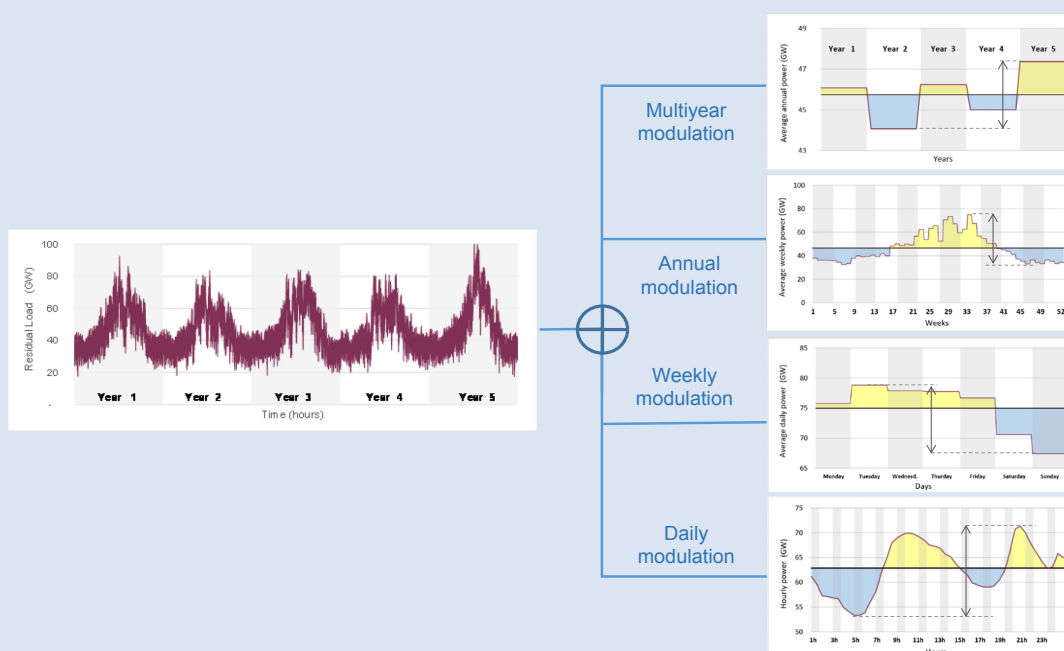 Residual Load (GW)
100
80
60
40
20
-
Year 1 Year 2 Year 3 Year 4 Year 5
Time (hours)
Multiyear
modulation
Annual
modulation
Weekly
modulation
Daily
modulation
Average annual power (GW)
49
47
45
43
Year 1 Year 2 Year 3 Year 4 Year 5
Years
Average weekly power (GW)
100
80
60
40
20
0
1 5 9 13 17 21 25 29 33 37 41 45 49 52
Weeks
Average daily power (GW)
85
80
75
70
65
Monday Tuesday Wednesd. Thurday Friday Saturday Sunday
Days
Hourly power (GW)
75
70
65
60
55
50
1h 3h 5h 7h 9h 11h 13h 15h 17h 19h 21h 23h
Hours